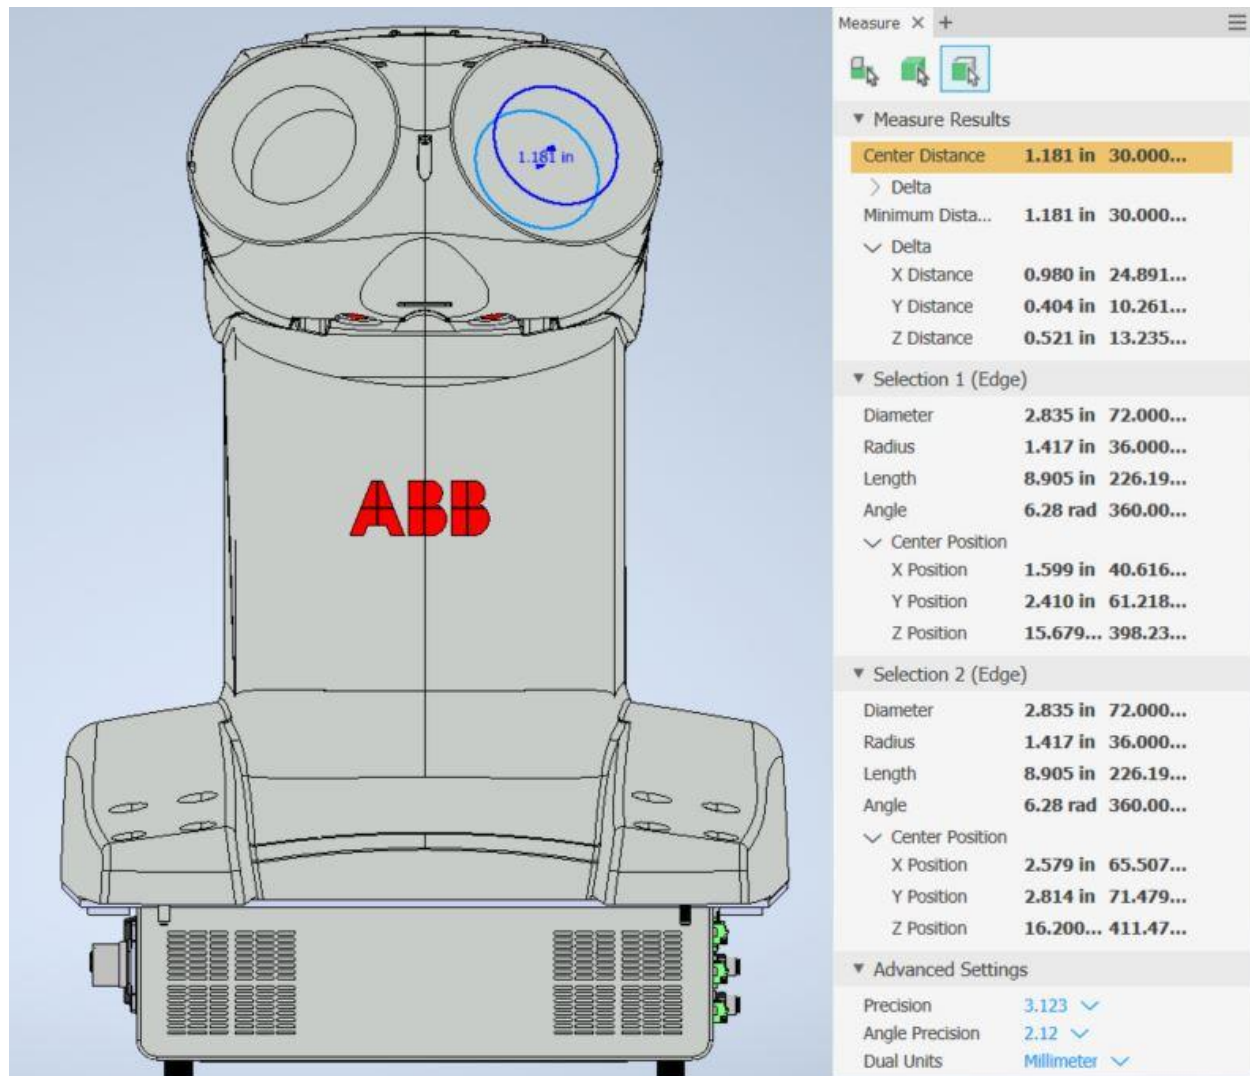 1.181 in
ABB
Measure × +
Measure Results
Center Distance 1.181 in 30.000...
Delta
Minimum Dista... 1.181 in 30.000...
Delta
X Distance 0.980 in 24.891...
Y Distance 0.404 in 10.261...
Z Distance 0.521 in 13.235...
Selection 1 (Edge)
Diameter 2.835 in 72.000...
Radius 1.417 in 36.000...
Length 8.905 in 226.19...
Angle 6.28 rad 360.00...
Center Position
X Position 1.599 in 40.616...
Y Position 2.410 in 61.218...
Z Position 15.679... 398.23...
Selection 2 (Edge)
Diameter 2.835 in 72.000...
Radius 1.417 in 36.000...
Length 8.905 in 226.19...
Angle 6.28 rad 360.00...
Center Position
X Position 2.579 in 65.507...
Y Position 2.814 in 71.479...
Z Position 16.200... 411.47...
Advanced Settings
Precision 3.123
Angle Precision 2.12
Dual Units Millimeter